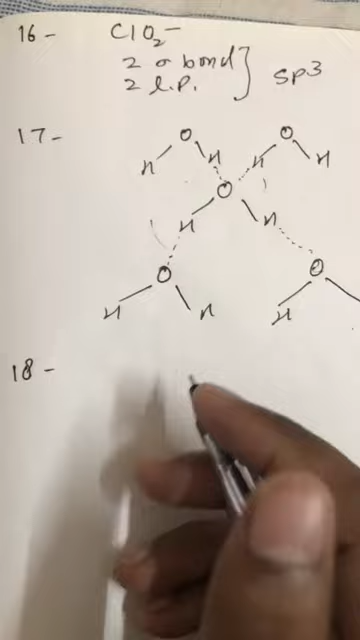 16- ClO2-
2 σ bond
2 l.p. } sp3
17-
O O
H H H H
O
H H
O O
H H H
18-